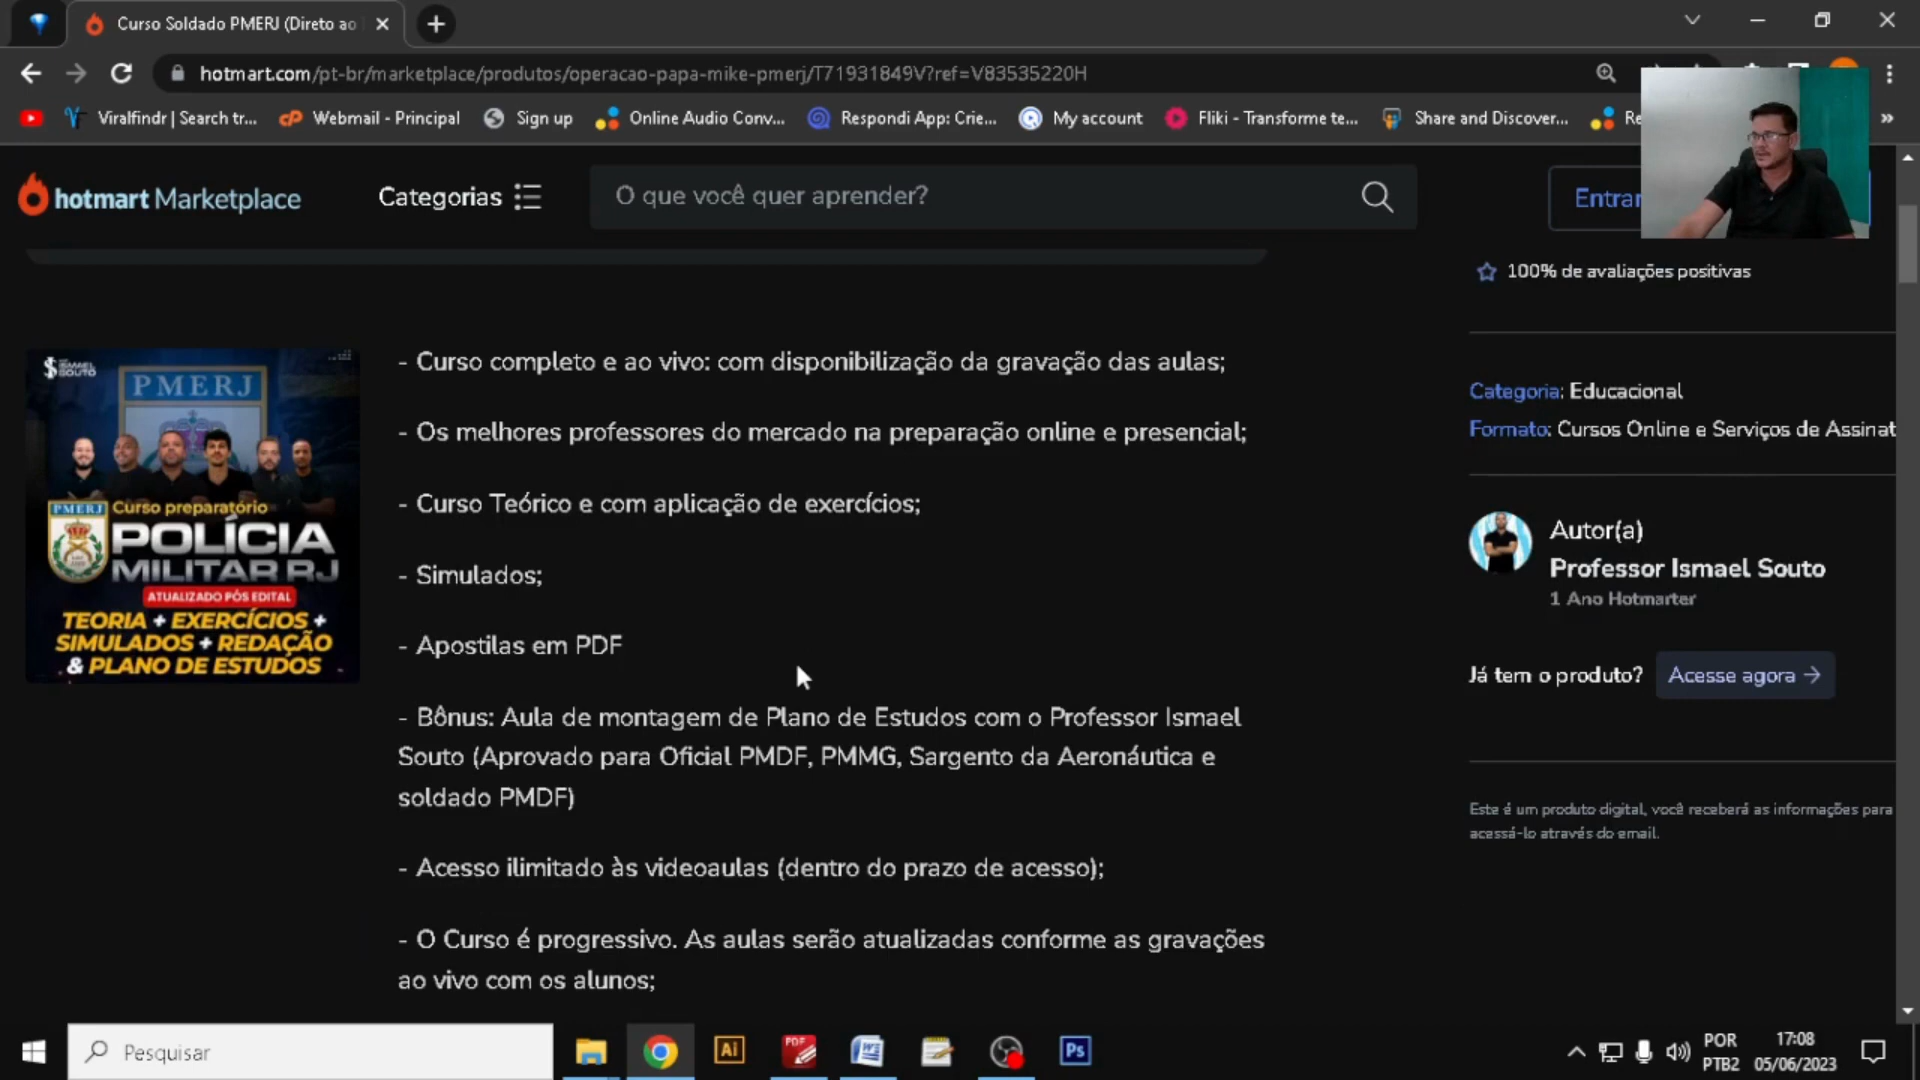 Curso Soldado PMERJ (Direto ao
hotmart.com/pt-br/marketplace/produtos/operacao-papa-mike-pmerj/T71931849V?ref=V83535220H
Viralfindr | Search tr...
Webmail - Principal
Sign up
Online Audio Conv...
Respondi App: Crie...
My account
Fliki - Transforme te...
Share and Discover...
Re
hotmart Marketplace
Categorias
O que você quer aprender?
Entrar
100% de avaliações positivas
ISMAEL SOUTO
PMERJ
Curso preparatório
PMERJ
POLÍCIA
MILITAR RJ
ATUALIZADO PÓS EDITAL
TEORIA + EXERCÍCIOS +
SIMULADOS + REDAÇÃO
& PLANO DE ESTUDOS
- Curso completo e ao vivo: com disponibilização da gravação das aulas;
- Os melhores professores do mercado na preparação online e presencial;
- Curso Teórico e com aplicação de exercícios;
- Simulados;
- Apostilas em PDF
- Bônus: Aula de montagem de Plano de Estudos com o Professor Ismael
Souto (Aprovado para Oficial PMDF, PMMG, Sargento da Aeronáutica e
soldado PMDF)
- Acesso ilimitado às videoaulas (dentro do prazo de acesso);
- O Curso é progressivo. As aulas serão atualizadas conforme as gravações
ao vivo com os alunos;
Categoria: Educacional
Formato: Cursos Online e Serviços de Assinat
Autor(a)
Professor Ismael Souto
1 Ano Hotmarter
Já tem o produto?
Acesse agora →
Este é um produto digital, você receberá as informações para
acessá-lo através do email.
Pesquisar
Ai
PDF
W
Ps
POR
PTB2
17:08
05/06/2023